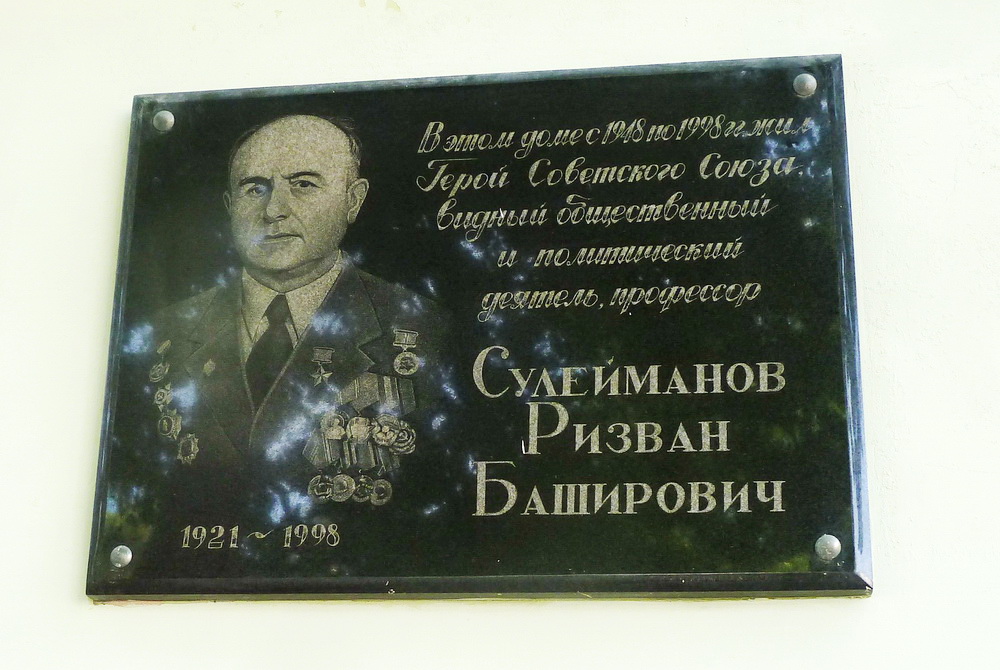 В этом доме с 1948 по 1998 гг. жил
Герой Советского Союза,
видный общественный
и политический
деятель, профессор
Сулейманов
Ризван
Баширович
1921 ~ 1998